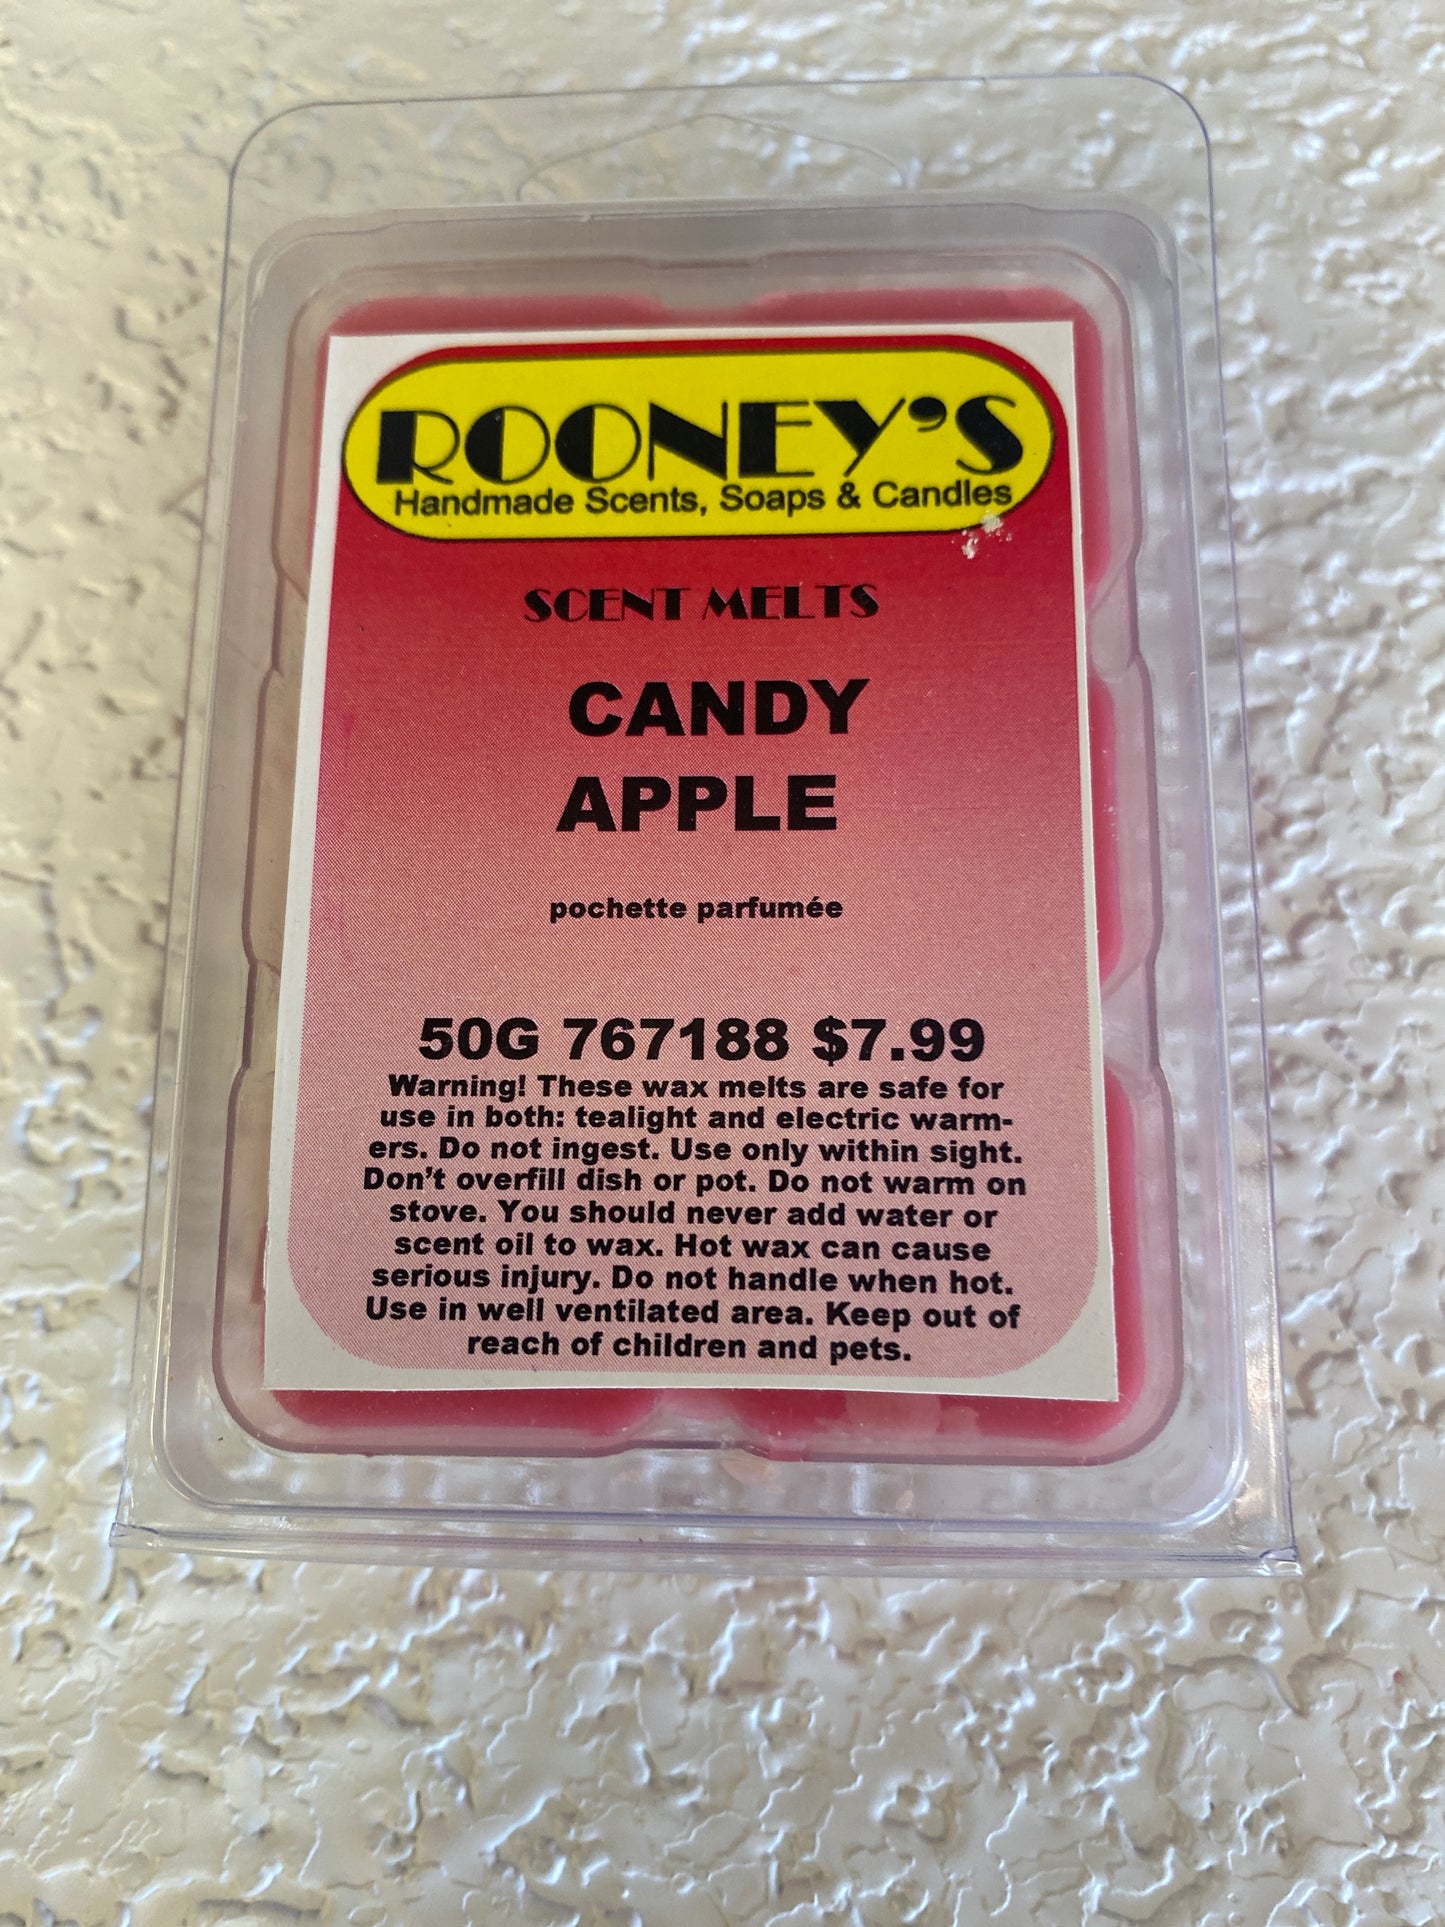 ROONEY'S
Handmade Scents, Soaps & Candles
SCENT MELTS
CANDY
APPLE
pochette parfumée
50G 767188 $7.99
Warning! These wax melts are safe for
use in both: tealight and electric warm-
ers. Do not ingest. Use only within sight.
Don't overfill dish or pot. Do not warm on
stove. You should never add water or
scent oil to wax. Hot wax can cause
serious injury. Do not handle when hot.
Use in well ventilated area. Keep out of
reach of children and pets.